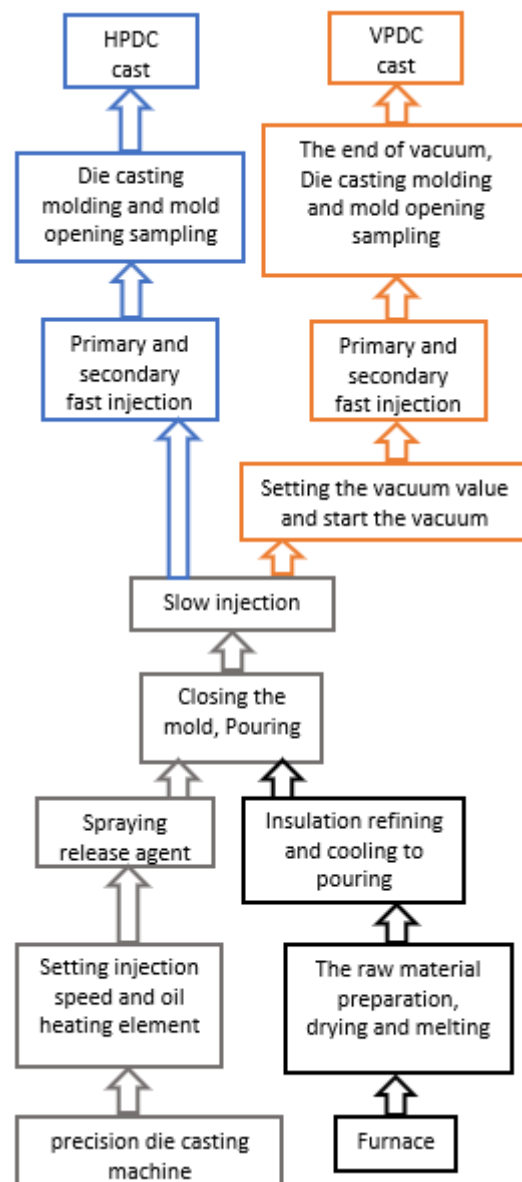 HPDC
cast
VPDC
cast
Die casting
molding and mold
opening sampling
The end of vacuum,
Die casting molding
and mold opening
sampling
Primary and
secondary
fast injection
Primary and
secondary
fast injection
Setting the vacuum value
and start the vacuum
Slow injection
Closing the
mold, Pouring
Spraying
release agent
Insulation refining
and cooling to
pouring
Setting injection
speed and oil
heating element
The raw material
preparation,
drying and melting
precision die casting
machine
Furnace